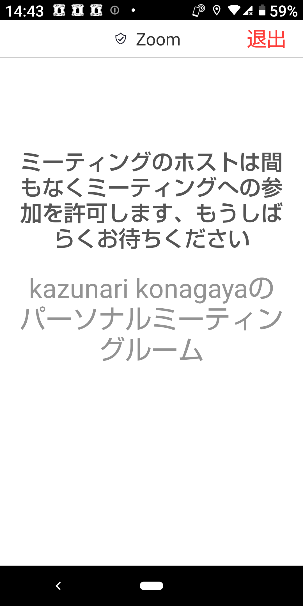 14:43 59%
Zoom 退出
ミーティングのホストは間
もなくミーティングへの参
加を許可します、もうしば
らくお待ちください
kazunari konagayaの
パーソナルミーティン
グルーム